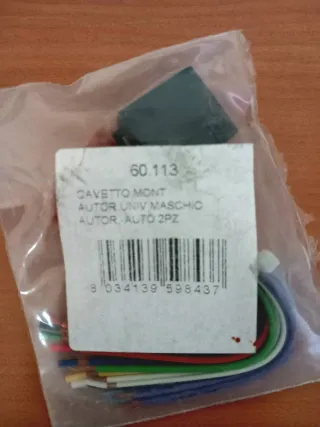 60.113
CAVETTO MONT
AUTOR.UNIV.MASCHIO
AUTOR. AUTO 2PZ
8 034139 598437